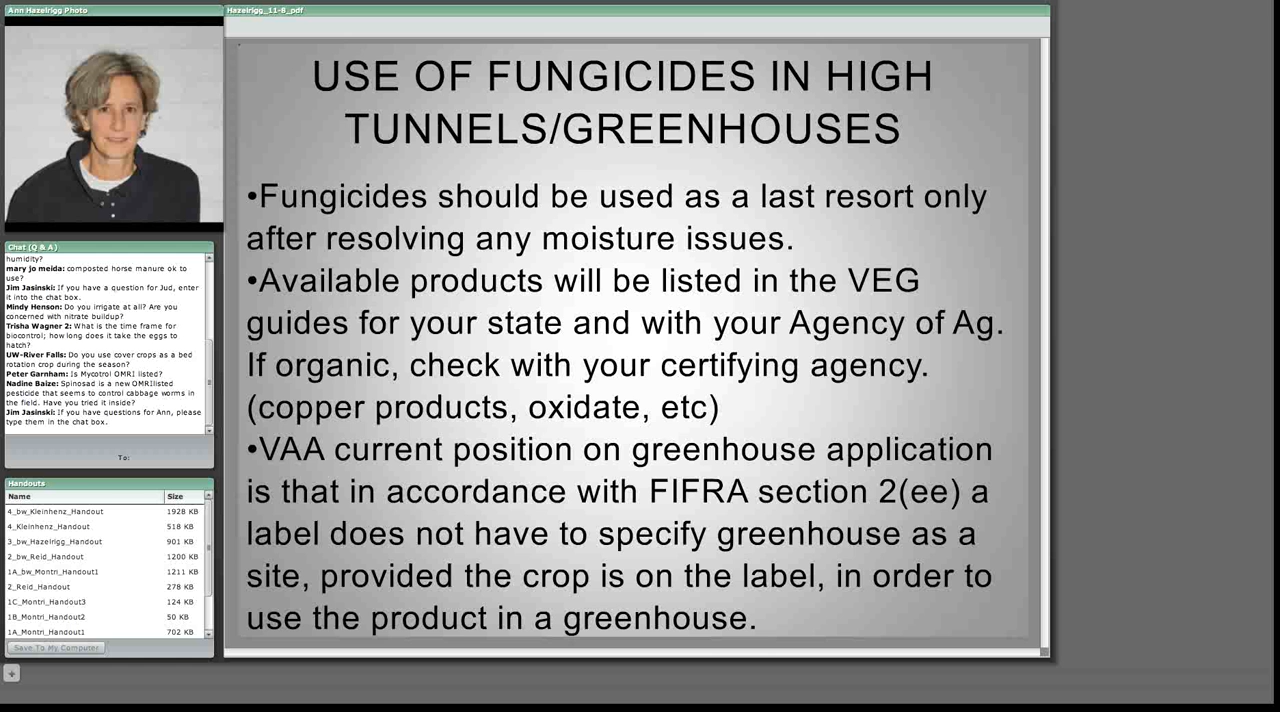 Ann Hazelrigg Photo
Hazelrigg_11-8_pdf
USE OF FUNGICIDES IN HIGH
TUNNELS/GREENHOUSES
•Fungicides should be used as a last resort only
after resolving any moisture issues.
•Available products will be listed in the VEG
guides for your state and with your Agency of Ag.
If organic, check with your certifying agency.
(copper products, oxidate, etc)
•VAA current position on greenhouse application
is that in accordance with FIFRA section 2(ee) a
label does not have to specify greenhouse as a
site, provided the crop is on the label, in order to
use the product in a greenhouse.
Chat (Q & A)
humidity?
mary jo meida: composted horse manure ok to
use?
Jim Jasinski: If you have a question for Jud, enter
it into the chat box.
Mindy Henson: Do you irrigate at all? Are you
concerned with nitrate buildup?
Trisha Wagner 2: What is the time frame for
biocontrol; how long does it take the eggs to
hatch?
UW-River Falls: Do you use cover crops as a bed
rotation crop during the season?
Peter Garnham: Is Mycotrol OMRI listed?
Nadine Baize: Spinosad is a new OMRIlisted
pesticide that seems to control cabbage worms in
the field. Have you tried it inside?
Jim Jasinski: If you have questions for Ann, please
type them in the chat box.
To:
Handouts
Name Size
4_bw_Kleinhenz_Handout 1928 KB
4_Kleinhenz_Handout 518 KB
3_bw_Hazelrigg_Handout 901 KB
2_bw_Reid_Handout 1200 KB
1A_bw_Montri_Handout1 1211 KB
2_Reid_Handout 278 KB
1C_Montri_Handout3 124 KB
1B_Montri_Handout2 50 KB
1A_Montri_Handout1 702 KB
Save To My Computer